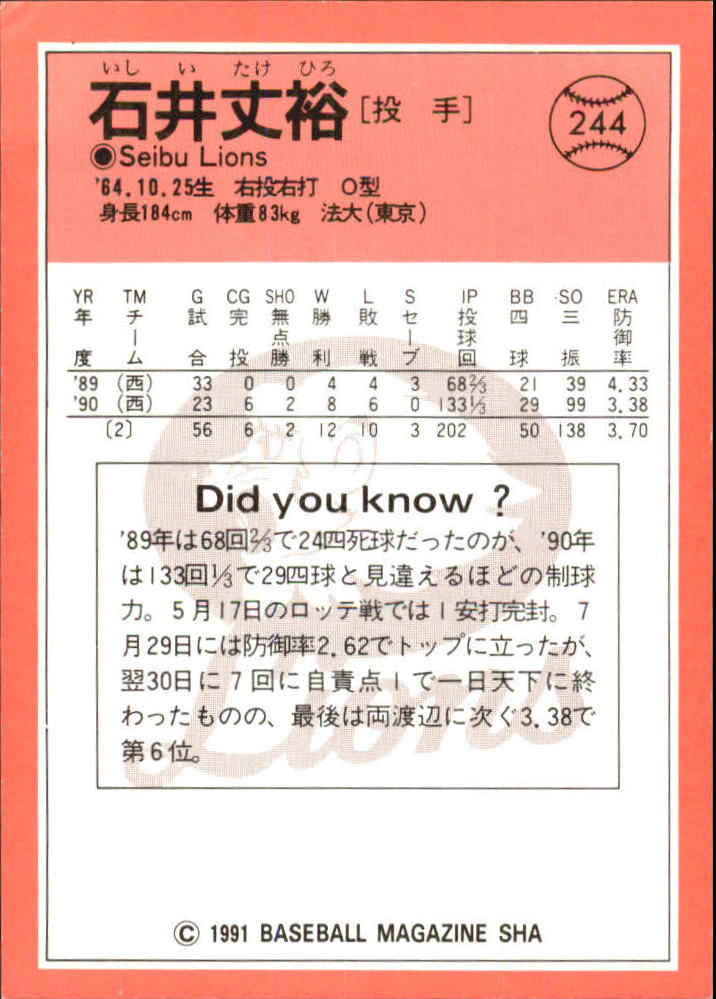 いし い たけ ひろ
石井丈裕[投 手]
244
◉Seibu Lions
'64.10.25生 右投右打 O型
身長184cm 体重83kg 法大(東京)
YR TM G CG SHO W L S IP BB SO ERA
年度 チーム 試合 完投 無点勝 勝利 敗戦 セーブ 投球回 四球 三振 防御率
'89 (西) 33 0 0 4 4 3 68⅔ 21 39 4.33
'90 (西) 23 6 2 8 6 0 133⅓ 29 99 3.38
〔2〕 56 6 2 12 10 3 202 50 138 3.70
Did you know ?
'89年は68回⅔で24四死球だったのが、'90年
は133回⅓で29四球と見違えるほどの制球
力。5月17日のロッテ戦では1安打完封。7
月29日には防御率2.62でトップに立ったが、
翌30日に7回に自責点1で一日天下に終
わったものの、最後は両渡辺に次ぐ3.38で
第6位。
Lions
© 1991 BASEBALL MAGAZINE SHA